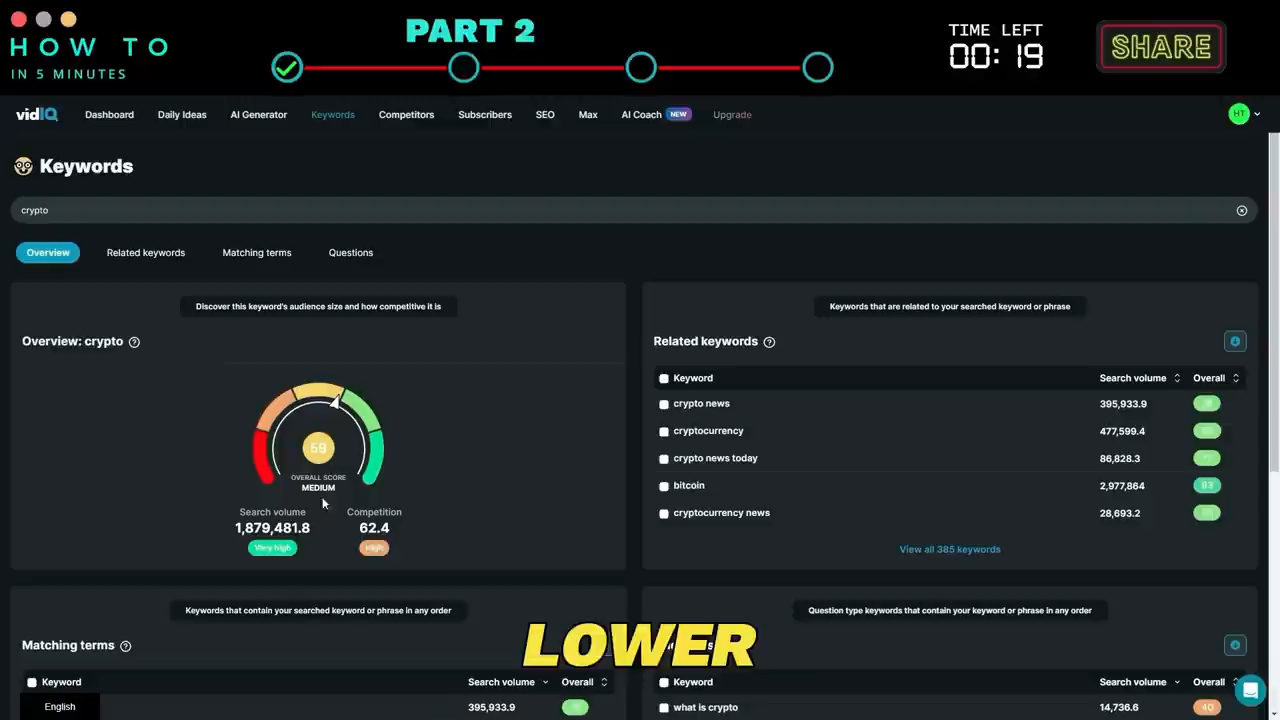 PART 2
HOW TO
IN 5 MINUTES
TIME LEFT
00:19
SHARE
vidIQ
Dashboard
Daily Ideas
AI Generator
Keywords
Competitors
Subscribers
SEO
Max
AI Coach NEW
Upgrade
HT
Keywords
crypto
Overview
Related keywords
Matching terms
Questions
Discover this keyword's audience size and how competitive it is
Overview: crypto
59
OVERALL SCORE
MEDIUM
Search volume
1,879,481.8
Very high
Competition
62.4
High
Keywords that are related to your searched keyword or phrase
Related keywords
Keyword Search volume Overall
crypto news 395,933.9
cryptocurrency 477,599.4
crypto news today 86,828.3
bitcoin 2,977,864 83
cryptocurrency news 28,693.2
View all 385 keywords
Keywords that contain your searched keyword or phrase in any order
Matching terms
Keyword Search volume Overall
395,933.9
Question type keywords that contain your keyword or phrase in any order
Keyword Search volume Overall
what is crypto 14,736.6 40
LOWER
English